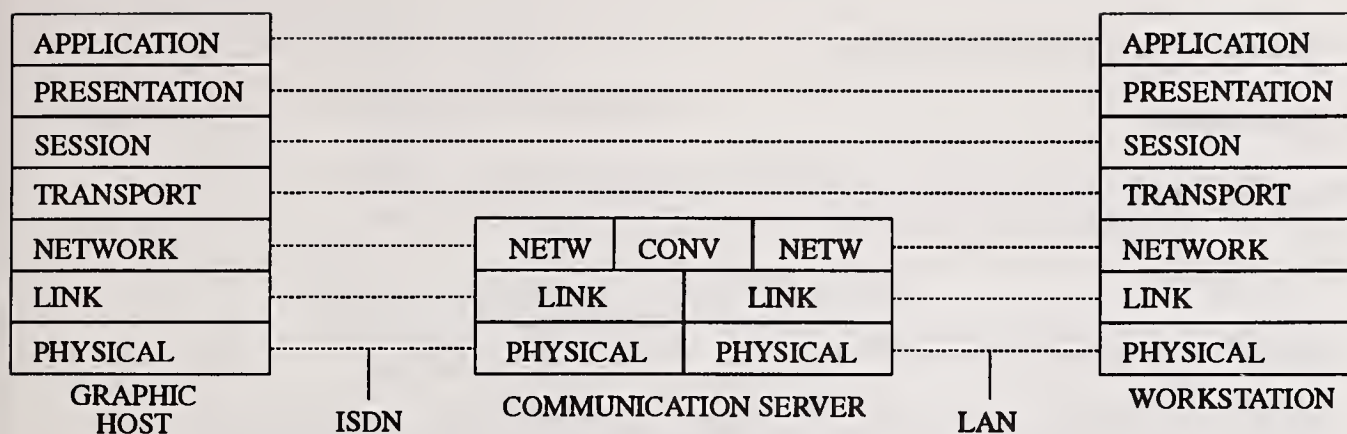 APPLICATION APPLICATION
PRESENTATION PRESENTATION
SESSION SESSION
TRANSPORT TRANSPORT
NETWORK NETW CONV NETW NETWORK
LINK LINK LINK LINK
PHYSICAL PHYSICAL PHYSICAL PHYSICAL
GRAPHIC HOST ISDN COMMUNICATION SERVER LAN WORKSTATION